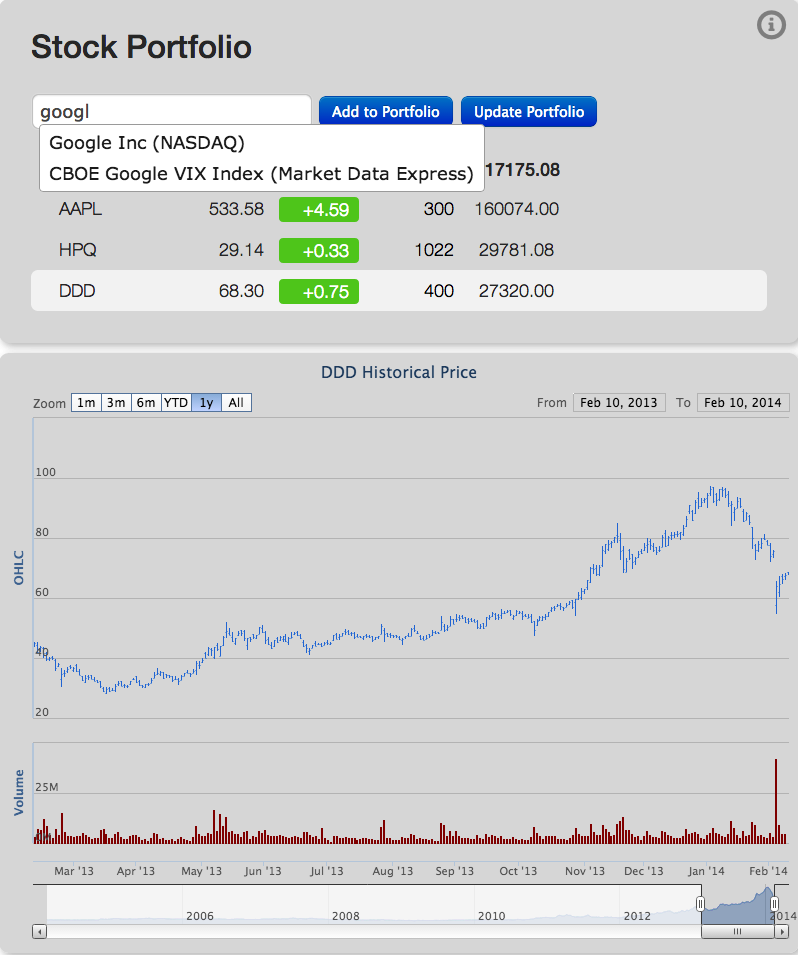 Stock Portfolio
googl Add to Portfolio Update Portfolio
Google Inc (NASDAQ)
CBOE Google VIX Index (Market Data Express)
17175.08
AAPL 533.58 +4.59 300 160074.00
HPQ 29.14 +0.33 1022 29781.08
DDD 68.30 +0.75 400 27320.00
DDD Historical Price
Zoom 1m 3m 6m YTD 1y All From Feb 10, 2013 To Feb 10, 2014
100
80
OHLC
60
40
20
Volume
25M
Mar '13 Apr '13 May '13 Jun '13 Jul '13 Aug '13 Sep '13 Oct '13 Nov '13 Dec '13 Jan '14 Feb '14
2006 2008 2010 2012 2014